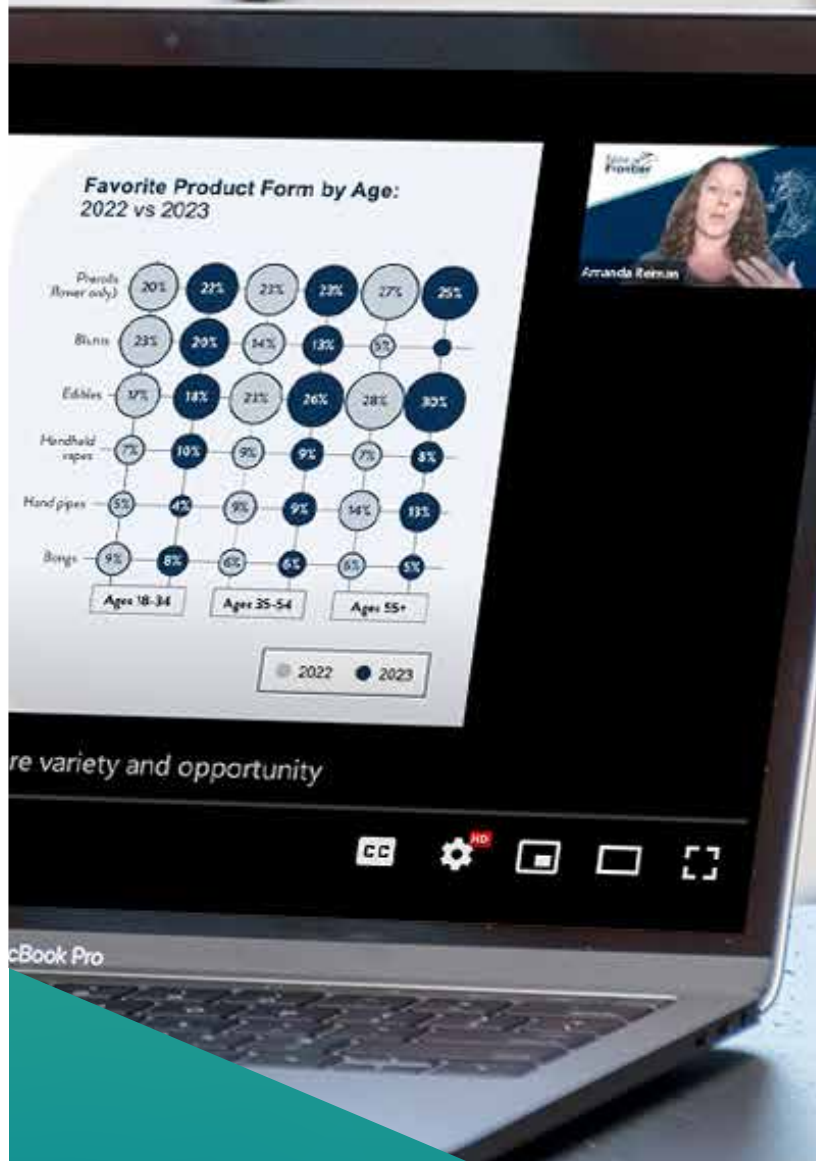 Favorite Product Form by Age:
2022 vs 2023
Prerolls
(flower only)
20% 22% 23% 23% 27% 25%
Blunts 23% 20% 14% 13% 5%
Edibles 17% 18% 23% 26% 28% 30%
Handheld
vapes
7% 10% 9% 9% 7% 8%
Hand pipes 5% 4% 9% 9% 14% 13%
Bongs 9% 8% 6% 6% 6% 5%
Ages 18-34 Ages 35-54 Ages 55+
2022 2023
Frontier
Amanda Reiman
re variety and opportunity
CC HD
cBook Pro